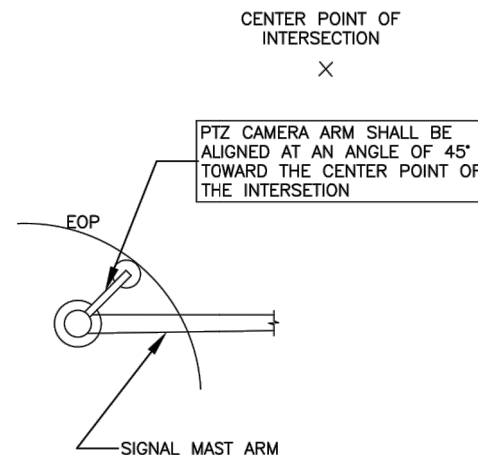 CENTER POINT OF
INTERSECTION
PTZ CAMERA ARM SHALL BE
ALIGNED AT AN ANGLE OF 45°
TOWARD THE CENTER POINT OF
THE INTERSETION
EOP
SIGNAL MAST ARM